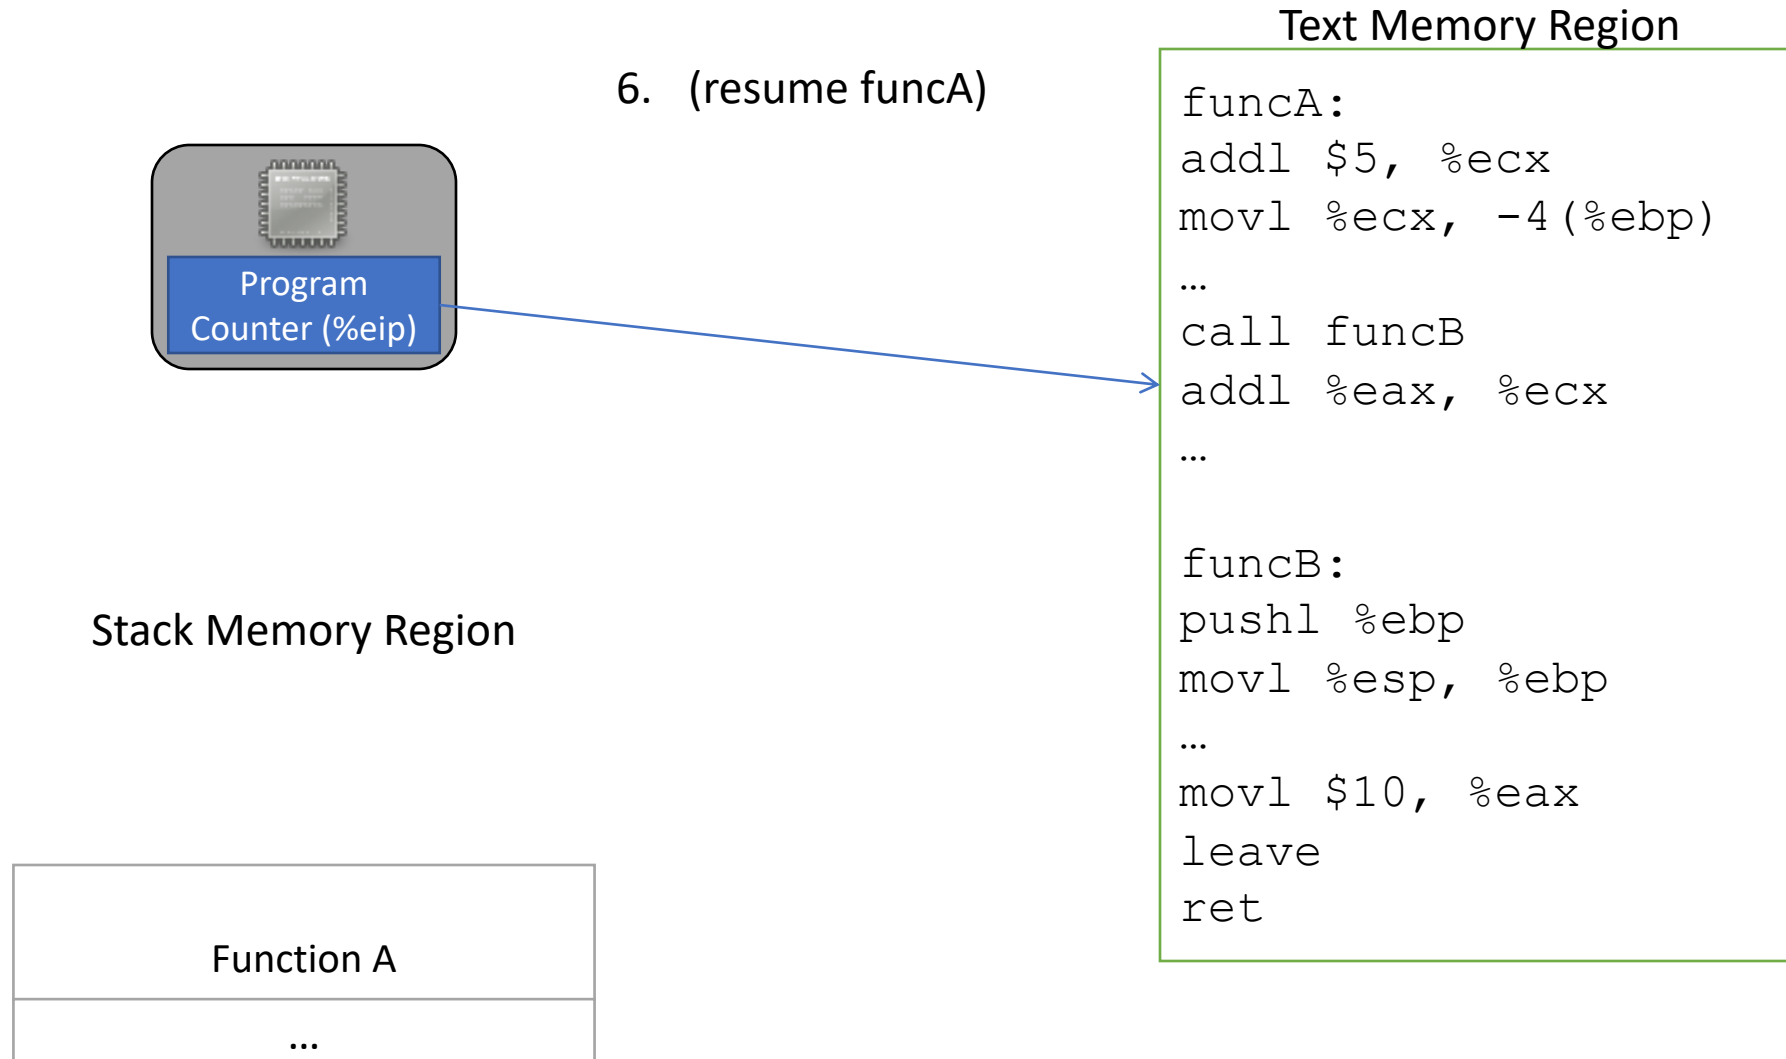 Text Memory Region
6. (resume funcA)
funcA:
addl $5, %ecx
movl %ecx, -4(%ebp)
…
call funcB
addl %eax, %ecx
…
funcB:
pushl %ebp
movl %esp, %ebp
…
movl $10, %eax
leave
ret
Program
Counter (%eip)
Stack Memory Region
Function A
…